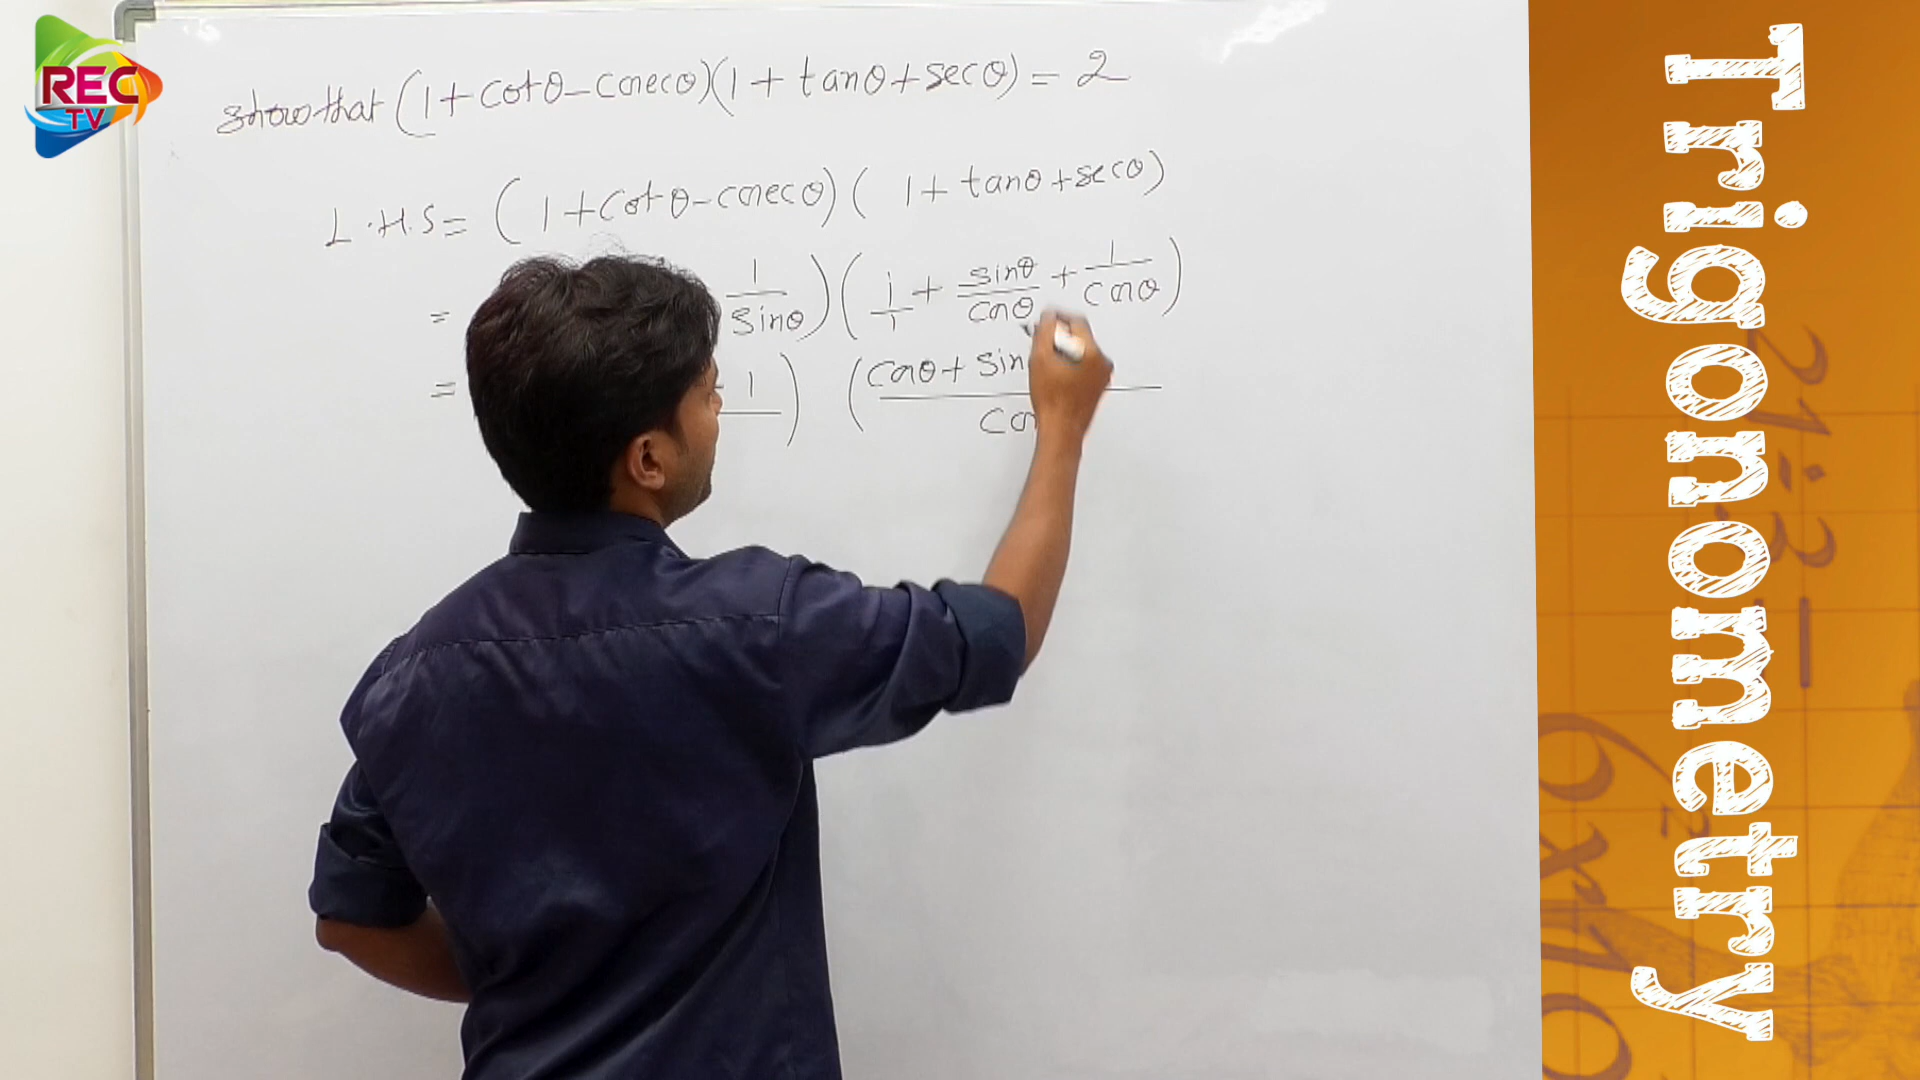 REC
TV
show that (1+cotθ-cosecθ)(1+tanθ+secθ)=2
L.H.S = (1+cotθ-cosecθ)(1+tanθ+secθ)
= 1/sinθ)(1/1 + sinθ/cosθ + 1/cosθ)
= 1) (cosθ+sin
Trigonometry